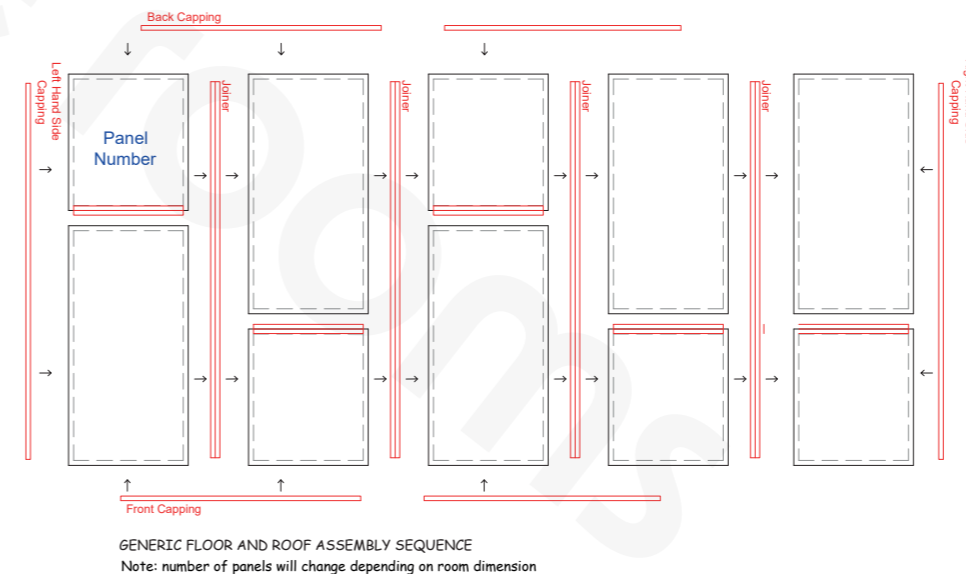 Back Capping
Left Hand Side
Capping
Joiner
Joiner
Joiner
Joiner
Capping
Panel
Number
Front Capping
rooms
GENERIC FLOOR AND ROOF ASSEMBLY SEQUENCE
Note: number of panels will change depending on room dimension